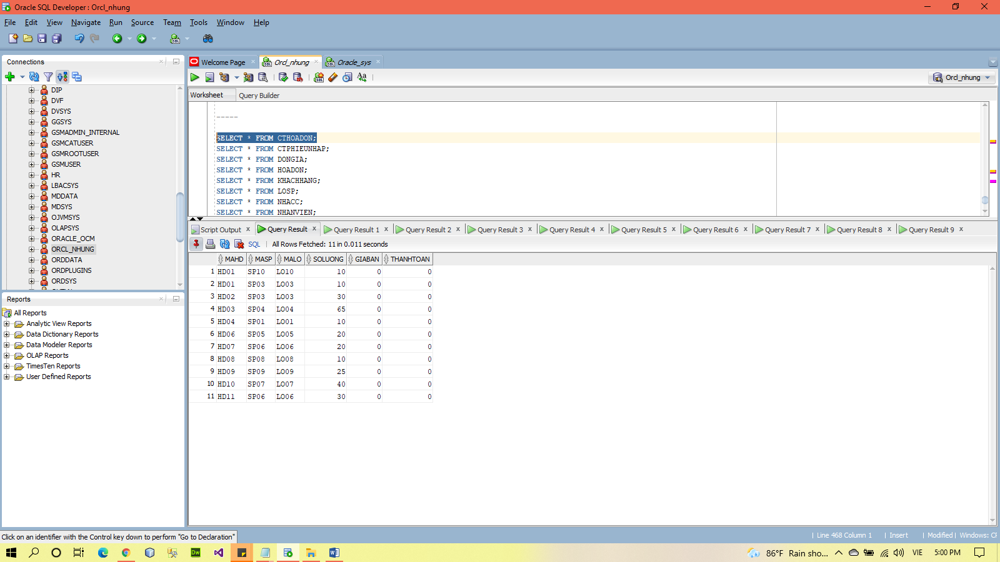 Oracle SQL Developer : Orcl_nhung
File Edit View Navigate Run Source Team Tools Window Help
Connections
DIP
DVF
DVSYS
GGSYS
GSMADMIN_INTERNAL
GSMCATUSER
GSMROOTUSER
GSMUSER
HR
LBACSYS
MDDATA
MDSYS
OJVMSYS
OLAPSYS
ORACLE_OCM
ORCL_NHUNG
ORDDATA
ORDPLUGINS
ORDSYS
Reports
All Reports
Analytic View Reports
Data Dictionary Reports
Data Modeler Reports
OLAP Reports
TimesTen Reports
User Defined Reports
Welcome Page Orcl_nhung Oracle_sys
Orcl_nhung
Worksheet Query Builder
-----
SELECT * FROM CTHOADON;
SELECT * FROM CTPHIEUNHAP;
SELECT * FROM DONGIA;
SELECT * FROM HOADON;
SELECT * FROM KHACHHANG;
SELECT * FROM LOSP;
SELECT * FROM NHACC;
SELECT * FROM NHANVIEN;
Script Output Query Result Query Result 1 Query Result 2 Query Result 3 Query Result 4 Query Result 5 Query Result 6 Query Result 7 Query Result 8 Query Result 9
SQL All Rows Fetched: 11 in 0.011 seconds
MAHD MASP MALO SOLUONG GIABAN THANHTOAN
1 HD01 SP10 LO10 10 0 0
2 HD01 SP03 LO03 10 0 0
3 HD02 SP03 LO03 30 0 0
4 HD03 SP04 LO04 65 0 0
5 HD04 SP01 LO01 10 0 0
6 HD06 SP05 LO05 20 0 0
7 HD07 SP06 LO06 20 0 0
8 HD08 SP08 LO08 10 0 0
9 HD09 SP09 LO09 25 0 0
10 HD10 SP07 LO07 40 0 0
11 HD11 SP06 LO06 30 0 0
Click on an identifier with the Control key down to perform "Go to Declaration"
Line 468 Column 1 Insert Modified Windows:
86°F Rain sho... VIE 5:00 PM